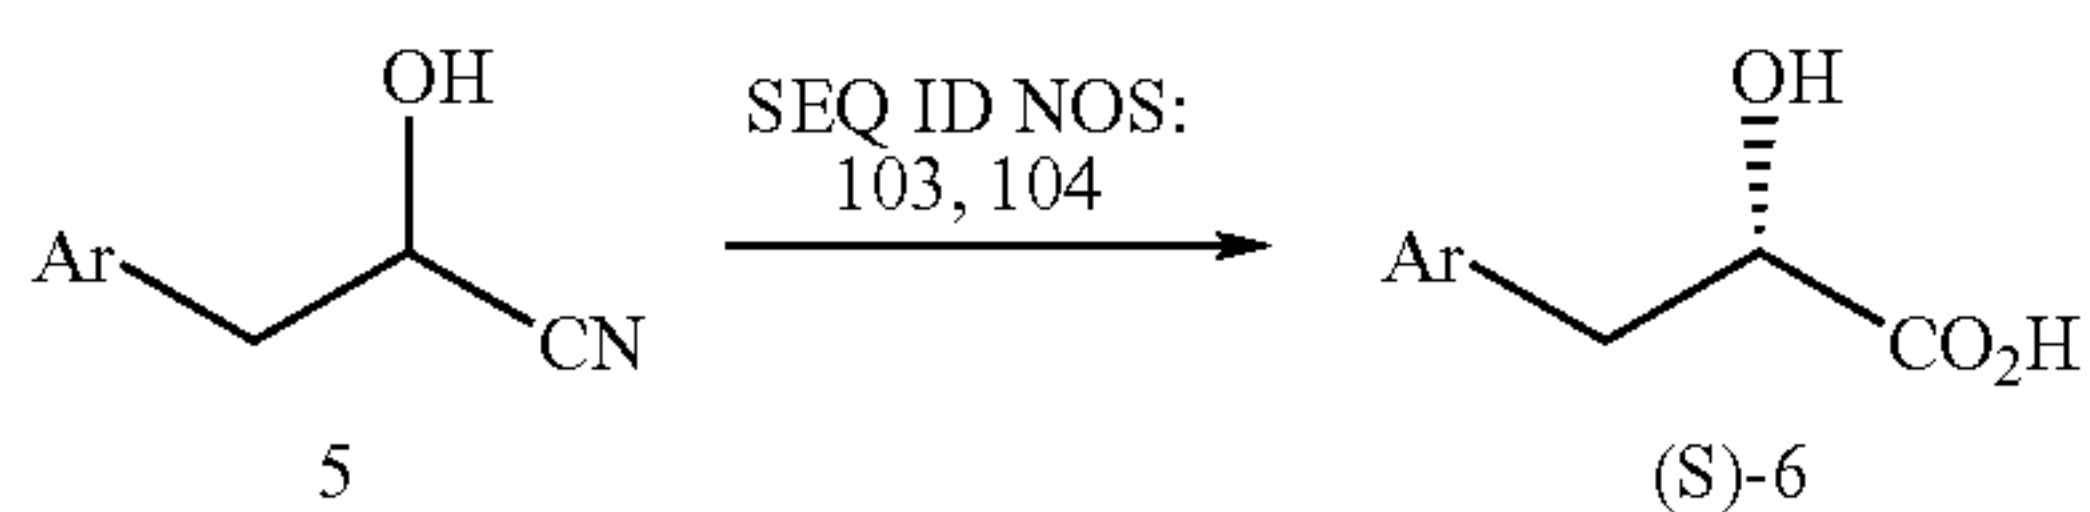 OH
SEQ ID NOS:
103, 104
Ar
CN
5
OH
Ar
CO₂H
(S)-6